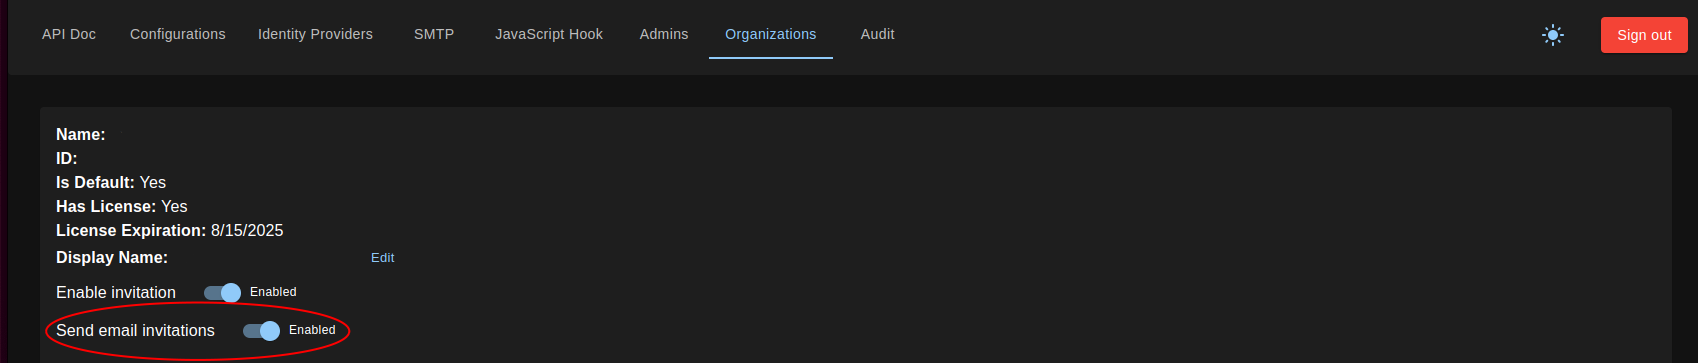 API Doc Configurations Identity Providers SMTP JavaScript Hook Admins Organizations Audit Sign out
Name:
ID:
Is Default: Yes
Has License: Yes
License Expiration: 8/15/2025
Display Name: Edit
Enable invitation Enabled
Send email invitations Enabled